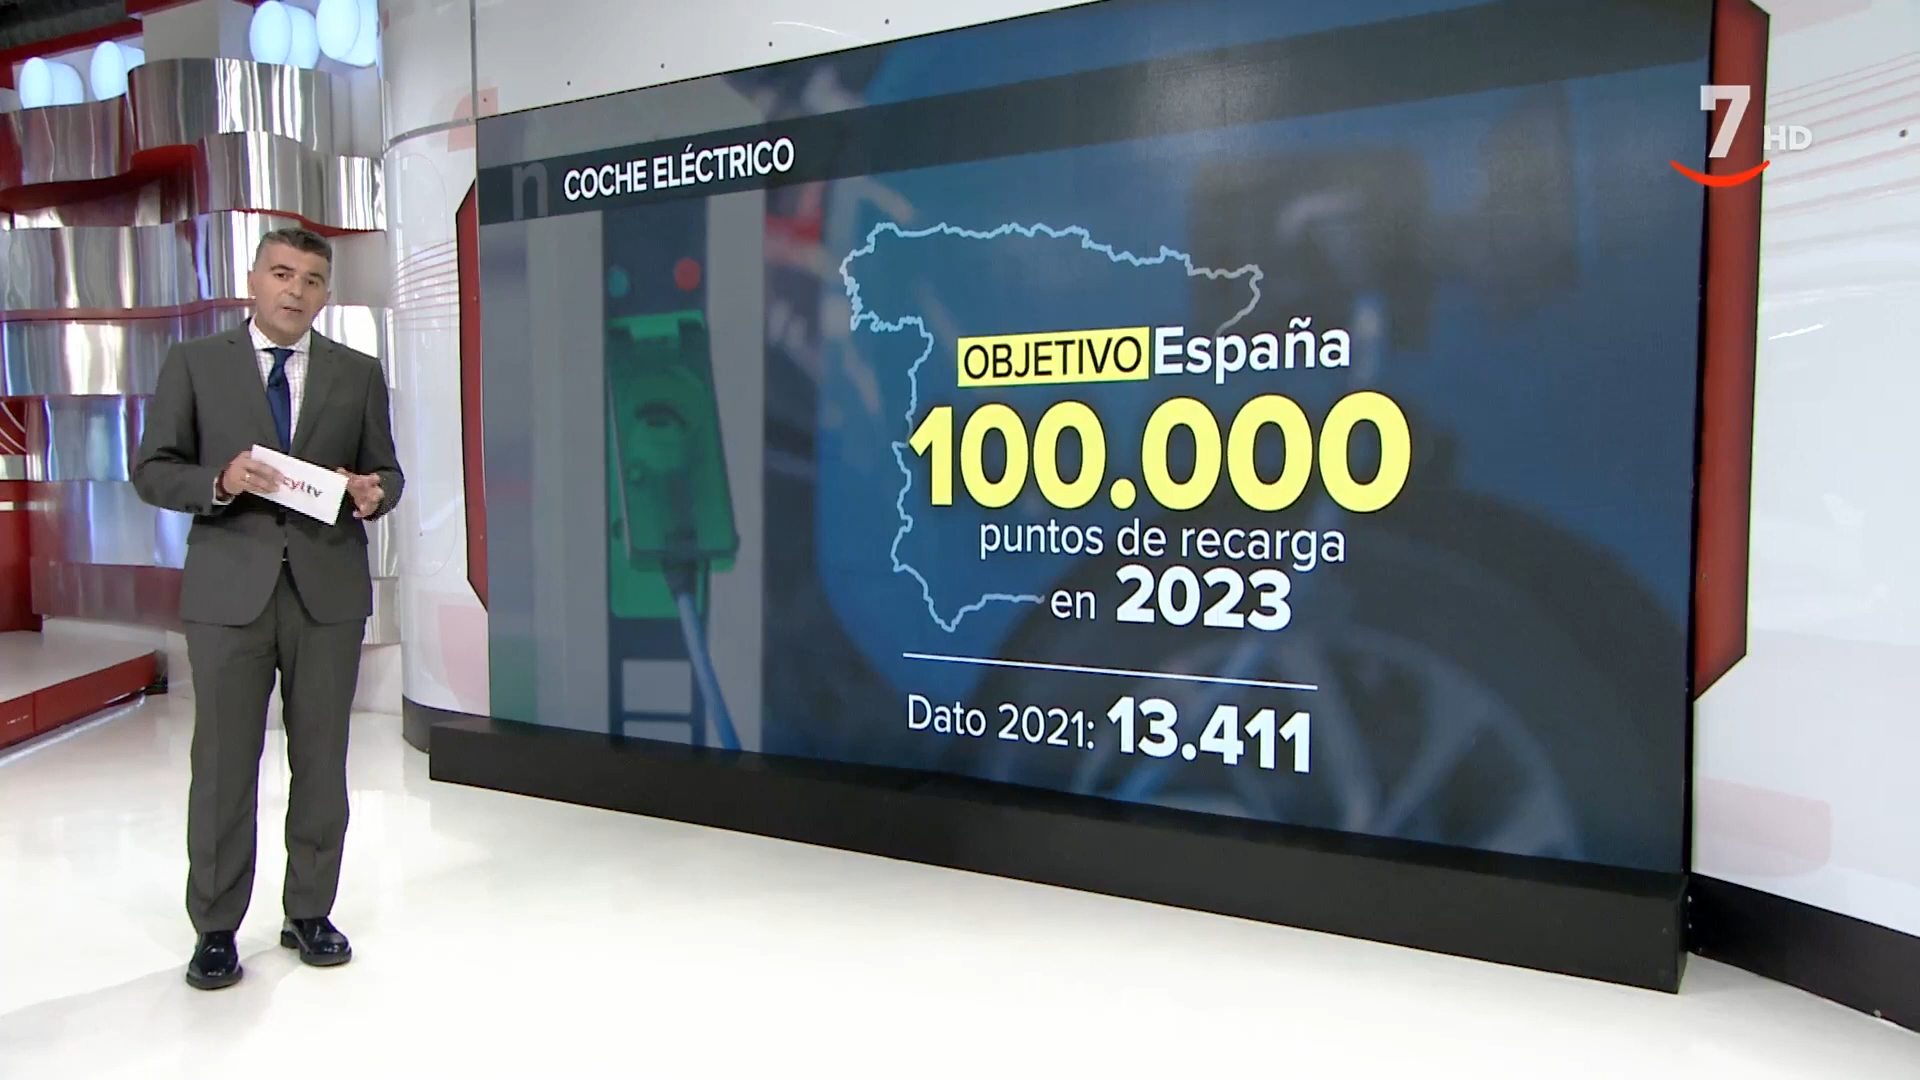 7 HD
n COCHE ELÉCTRICO
OBJETIVO España
100.000
puntos de recarga
en 2023
Dato 2021: 13.411
cyltv